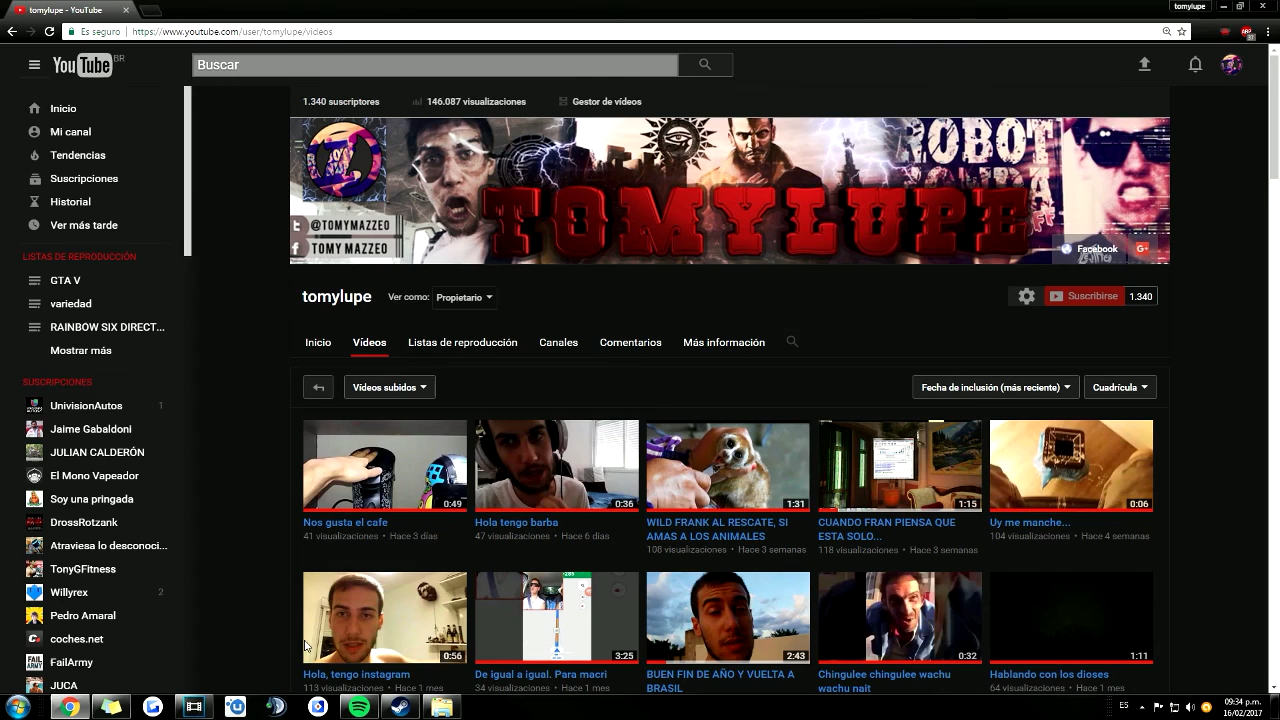 tomylupe - YouTube
tomylupe
Es seguro
https://www.youtube.com/user/tomylupe/videos
ABP
YouTube BR
Buscar
1.340 suscriptores
146.087 visualizaciones
Gestor de vídeos
Inicio
Mi canal
Tendencias
Suscripciones
Historial
Ver más tarde
LISTAS DE REPRODUCCIÓN
GTA V
variedad
RAINBOW SIX DIRECT...
Mostrar más
SUSCRIPCIONES
UnivisionAutos 1
Jaime Gabaldoni
JULIAN CALDERÓN
El Mono Vapeador
Soy una pringada
DrossRotzank
Atraviesa lo desconoci...
TonyGFitness
Willyrex 2
Pedro Amaral
coches.net
FailArmy
JUCA
ROBOT
TOMYLUPE
@TOMYMAZZEO
TOMY MAZZEO
Facebook
G+
tomylupe
Ver como:
Propietario
Suscribirse 1.340
Inicio
Vídeos
Listas de reproducción
Canales
Comentarios
Más información
Vídeos subidos
Fecha de inclusión (más reciente)
Cuadrícula
0:49
Nos gusta el cafe
41 visualizaciones • Hace 3 días
0:38
Hola tengo barba
47 visualizaciones • Hace 6 días
1:31
WILD FRANK AL RESCATE, SI
AMAS A LOS ANIMALES
108 visualizaciones • Hace 3 semanas
1:15
CUANDO FRAN PIENSA QUE
ESTA SOLO...
118 visualizaciones • Hace 3 semanas
0:06
Uy me manche...
104 visualizaciones • Hace 4 semanas
0:56
Hola, tengo instagram
113 visualizaciones • Hace 1 mes
3:25
De igual a igual. Para macri
34 visualizaciones • Hace 1 mes
2:43
BUEN FIN DE AÑO Y VUELTA A
BRASIL
0:32
Chingulee chingulee wachu
wachu nait
1:11
Hablando con los dioses
64 visualizaciones • Hace 1 mes
ES
09:34 p.m.
16/02/2017